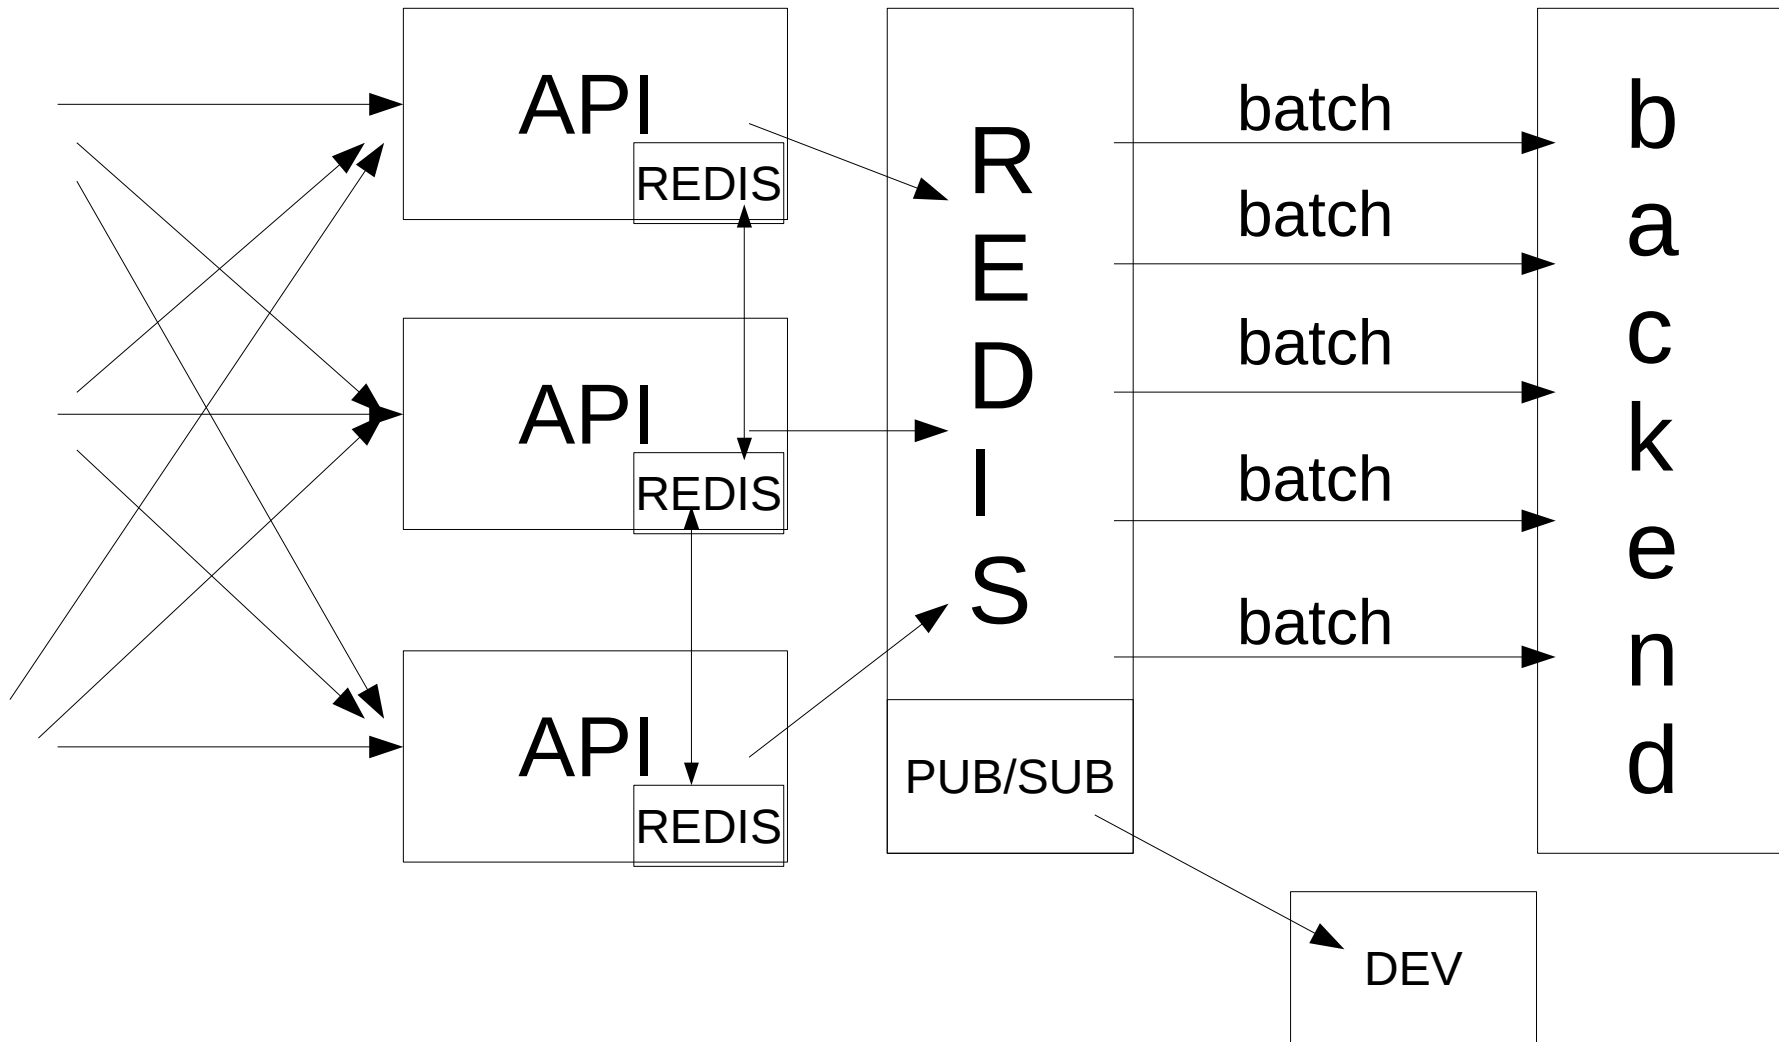 API
REDIS
API
REDIS
API
REDIS
R
E
D
I
S
PUB/SUB
batch
batch
batch
batch
batch
b
a
c
k
e
n
d
DEV